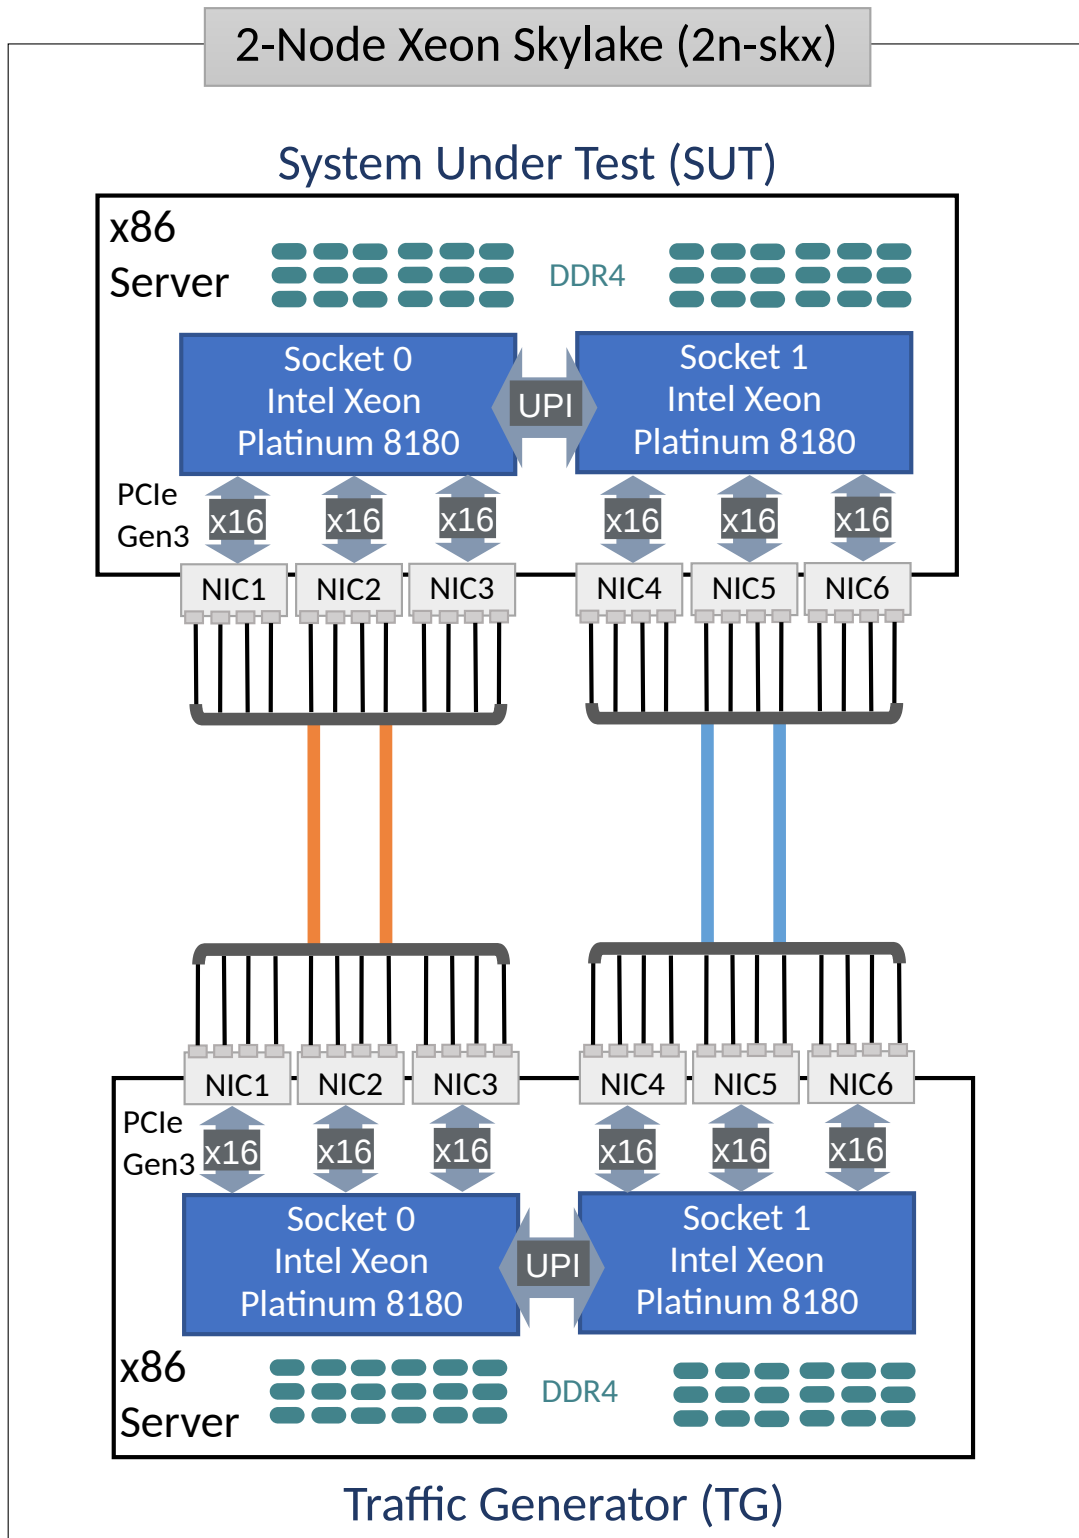 2-Node Xeon Skylake (2n-skx)
System Under Test (SUT)
x86
Server
DDR4
Socket 0
Intel Xeon
Platinum 8180
UPI
Socket 1
Intel Xeon
Platinum 8180
PCIe
Gen3
x16
x16
x16
x16
x16
x16
NIC1
NIC2
NIC3
NIC4
NIC5
NIC6
NIC1
NIC2
NIC3
NIC4
NIC5
NIC6
PCIe
Gen3
x16
x16
x16
x16
x16
x16
Socket 0
Intel Xeon
Platinum 8180
UPI
Socket 1
Intel Xeon
Platinum 8180
x86
Server
DDR4
Traffic Generator (TG)